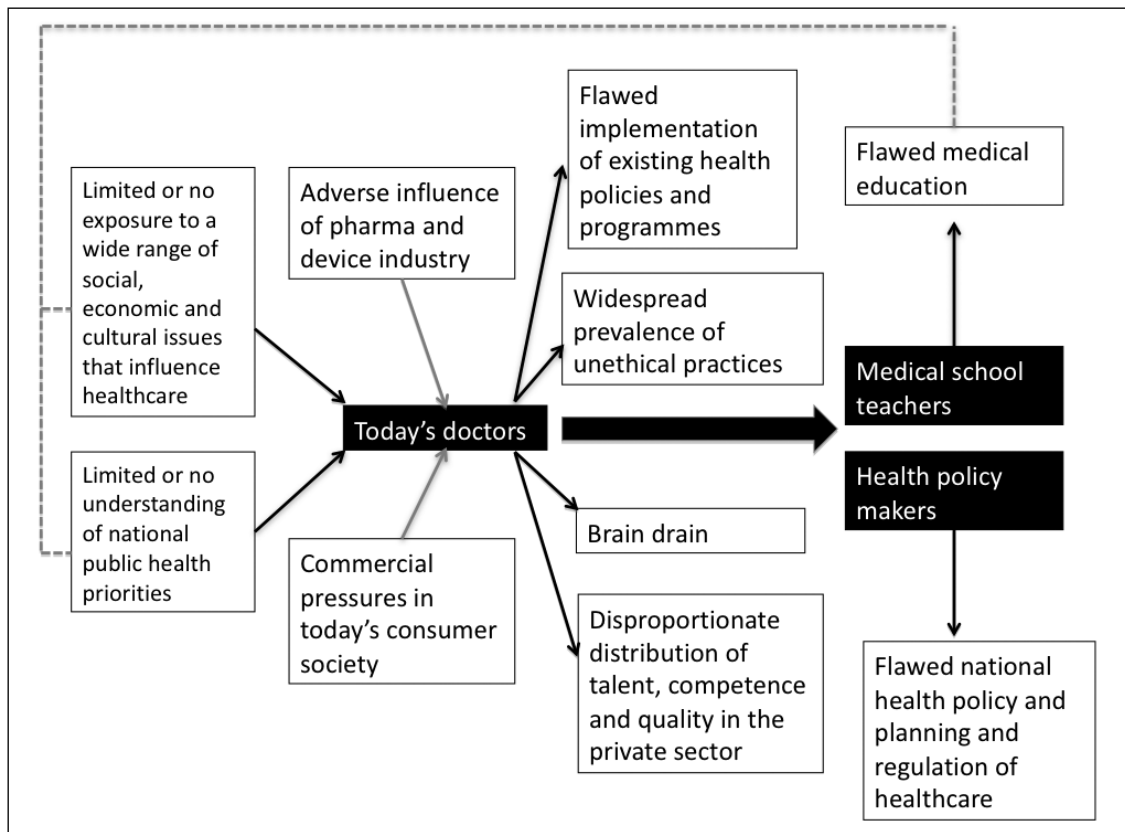 Limited or no
exposure to a
wide range of
social,
economic and
cultural issues
that influence
healthcare
Limited or no
understanding
of national
public health
priorities
Adverse influence
of pharma and
device industry
Today's doctors
Commercial
pressures in
today's consumer
society
Flawed
implementation
of existing health
policies and
programmes
Widespread
prevalence of
unethical practices
Brain drain
Disproportionate
distribution of
talent, competence
and quality in the
private sector
Flawed medical
education
Medical school
teachers
Health policy
makers
Flawed national
health policy and
planning and
regulation of
healthcare